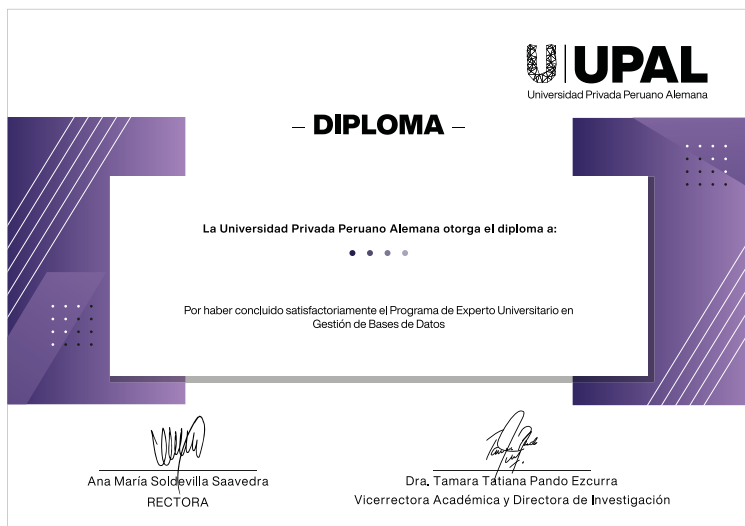 UPAL
Universidad Privada Peruano Alemana
– DIPLOMA –
La Universidad Privada Peruano Alemana otorga el diploma a:
Por haber concluido satisfactoriamente el Programa de Experto Universitario en
Gestión de Bases de Datos
Ana María Soldevilla Saavedra
RECTORA
Dra. Tamara Tatiana Pando Ezcurra
Vicerrectora Académica y Directora de Investigación